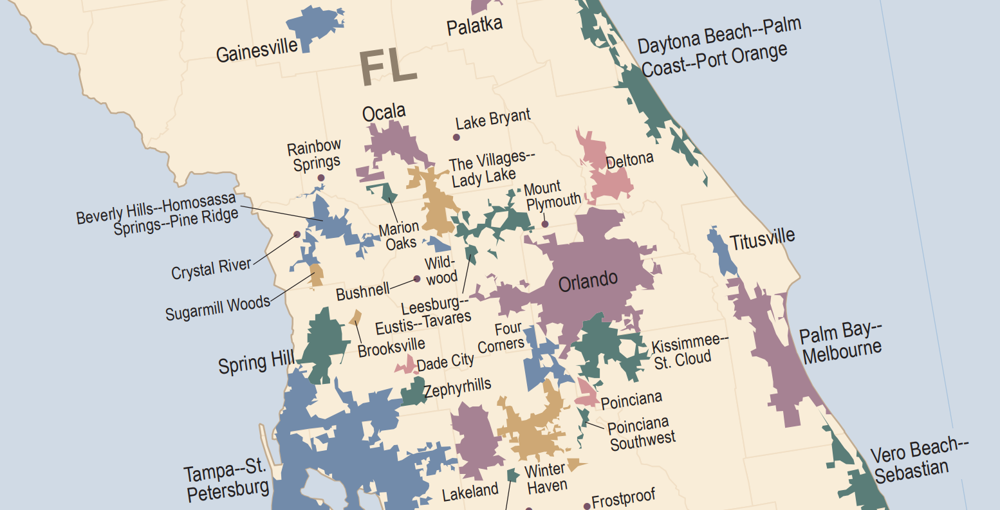 Palatka
Gainesville
FL
Daytona Beach--Palm
Coast--Port Orange
Ocala
Lake Bryant
Rainbow
Springs
The Villages--
Lady Lake
Deltona
Mount
Plymouth
Beverly Hills--Homosassa
Springs--Pine Ridge
Marion
Oaks
Titusville
Crystal River
Wild-
wood
Orlando
Bushnell
Sugarmill Woods
Leesburg--
Eustis--Tavares
Four
Corners
Brooksville
Kissimmee--
St. Cloud
Palm Bay--
Melbourne
Spring Hill
Dade City
Zephyrhills
Poinciana
Poinciana
Southwest
Vero Beach--
Sebastian
Tampa--St.
Petersburg
Winter
Haven
Lakeland
Frostproof